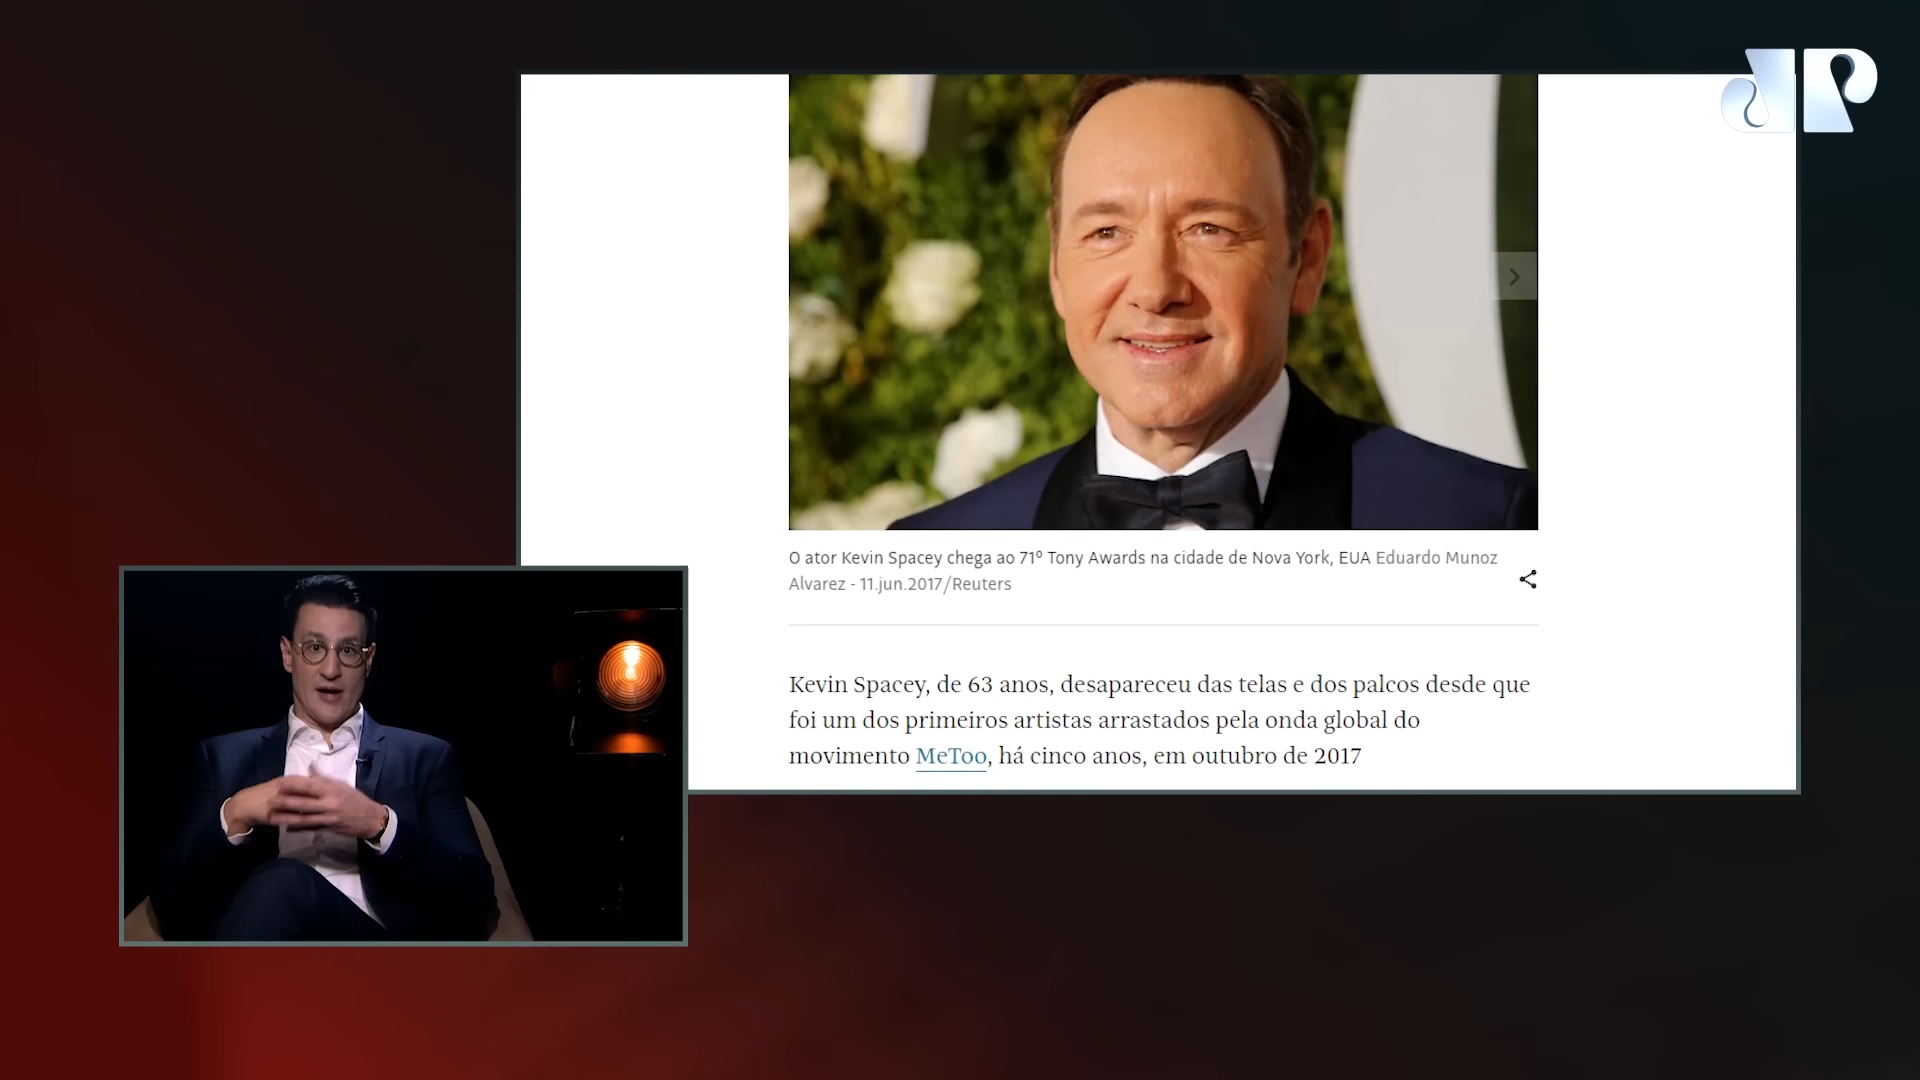 JP
O ator Kevin Spacey chega ao 71º Tony Awards na cidade de Nova York, EUA Eduardo Munoz
Alvarez - 11.jun.2017/Reuters
Kevin Spacey, de 63 anos, desapareceu das telas e dos palcos desde que
foi um dos primeiros artistas arrastados pela onda global do
movimento MeToo, há cinco anos, em outubro de 2017